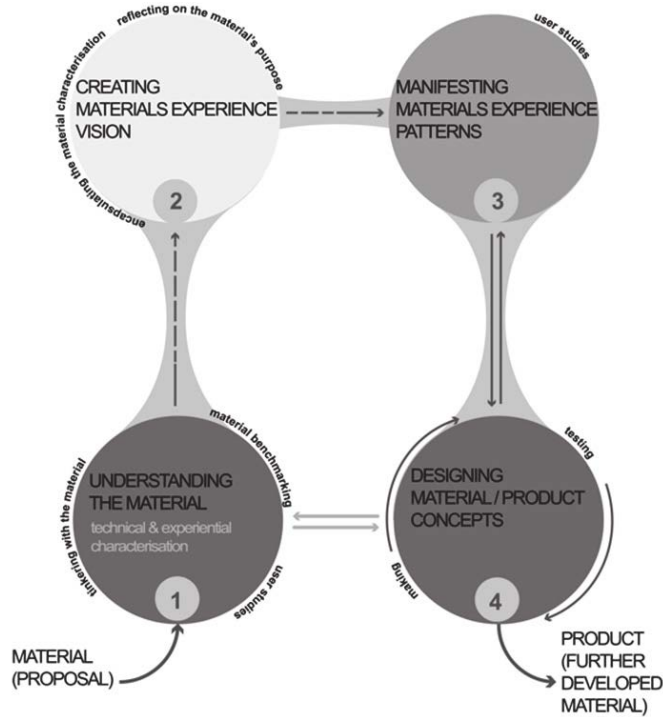 reflecting on the material's purpose
encapsulating the material characterisation
CREATING
MATERIALS EXPERIENCE
VISION
2
user studies
MANIFESTING
MATERIALS EXPERIENCE
PATTERNS
3
tinkering with the material
material benchmarking
user studies
UNDERSTANDING
THE MATERIAL
technical & experiential
characterisation
1
testing
making
DESIGNING
MATERIAL / PRODUCT
CONCEPTS
4
MATERIAL
(PROPOSAL)
PRODUCT
(FURTHER
DEVELOPED
MATERIAL)